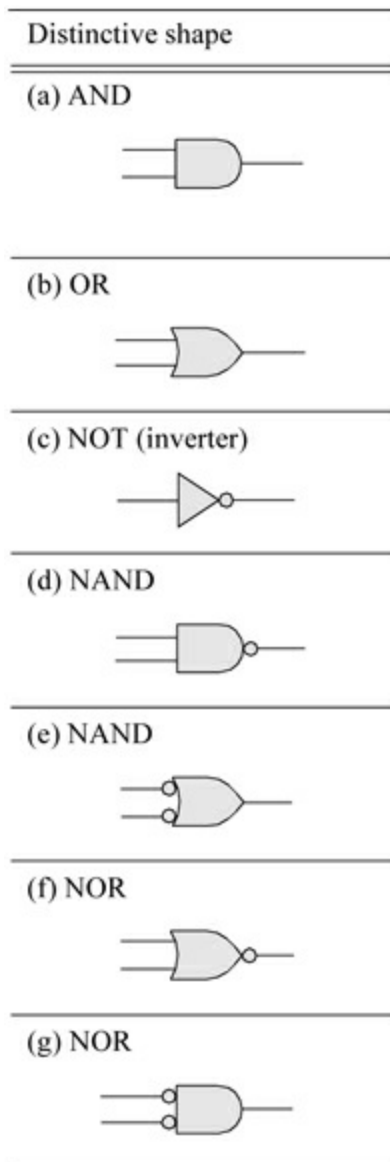 Distinctive shape
(a) AND
(b) OR
(c) NOT (inverter)
(d) NAND
(e) NAND
(f) NOR
(g) NOR